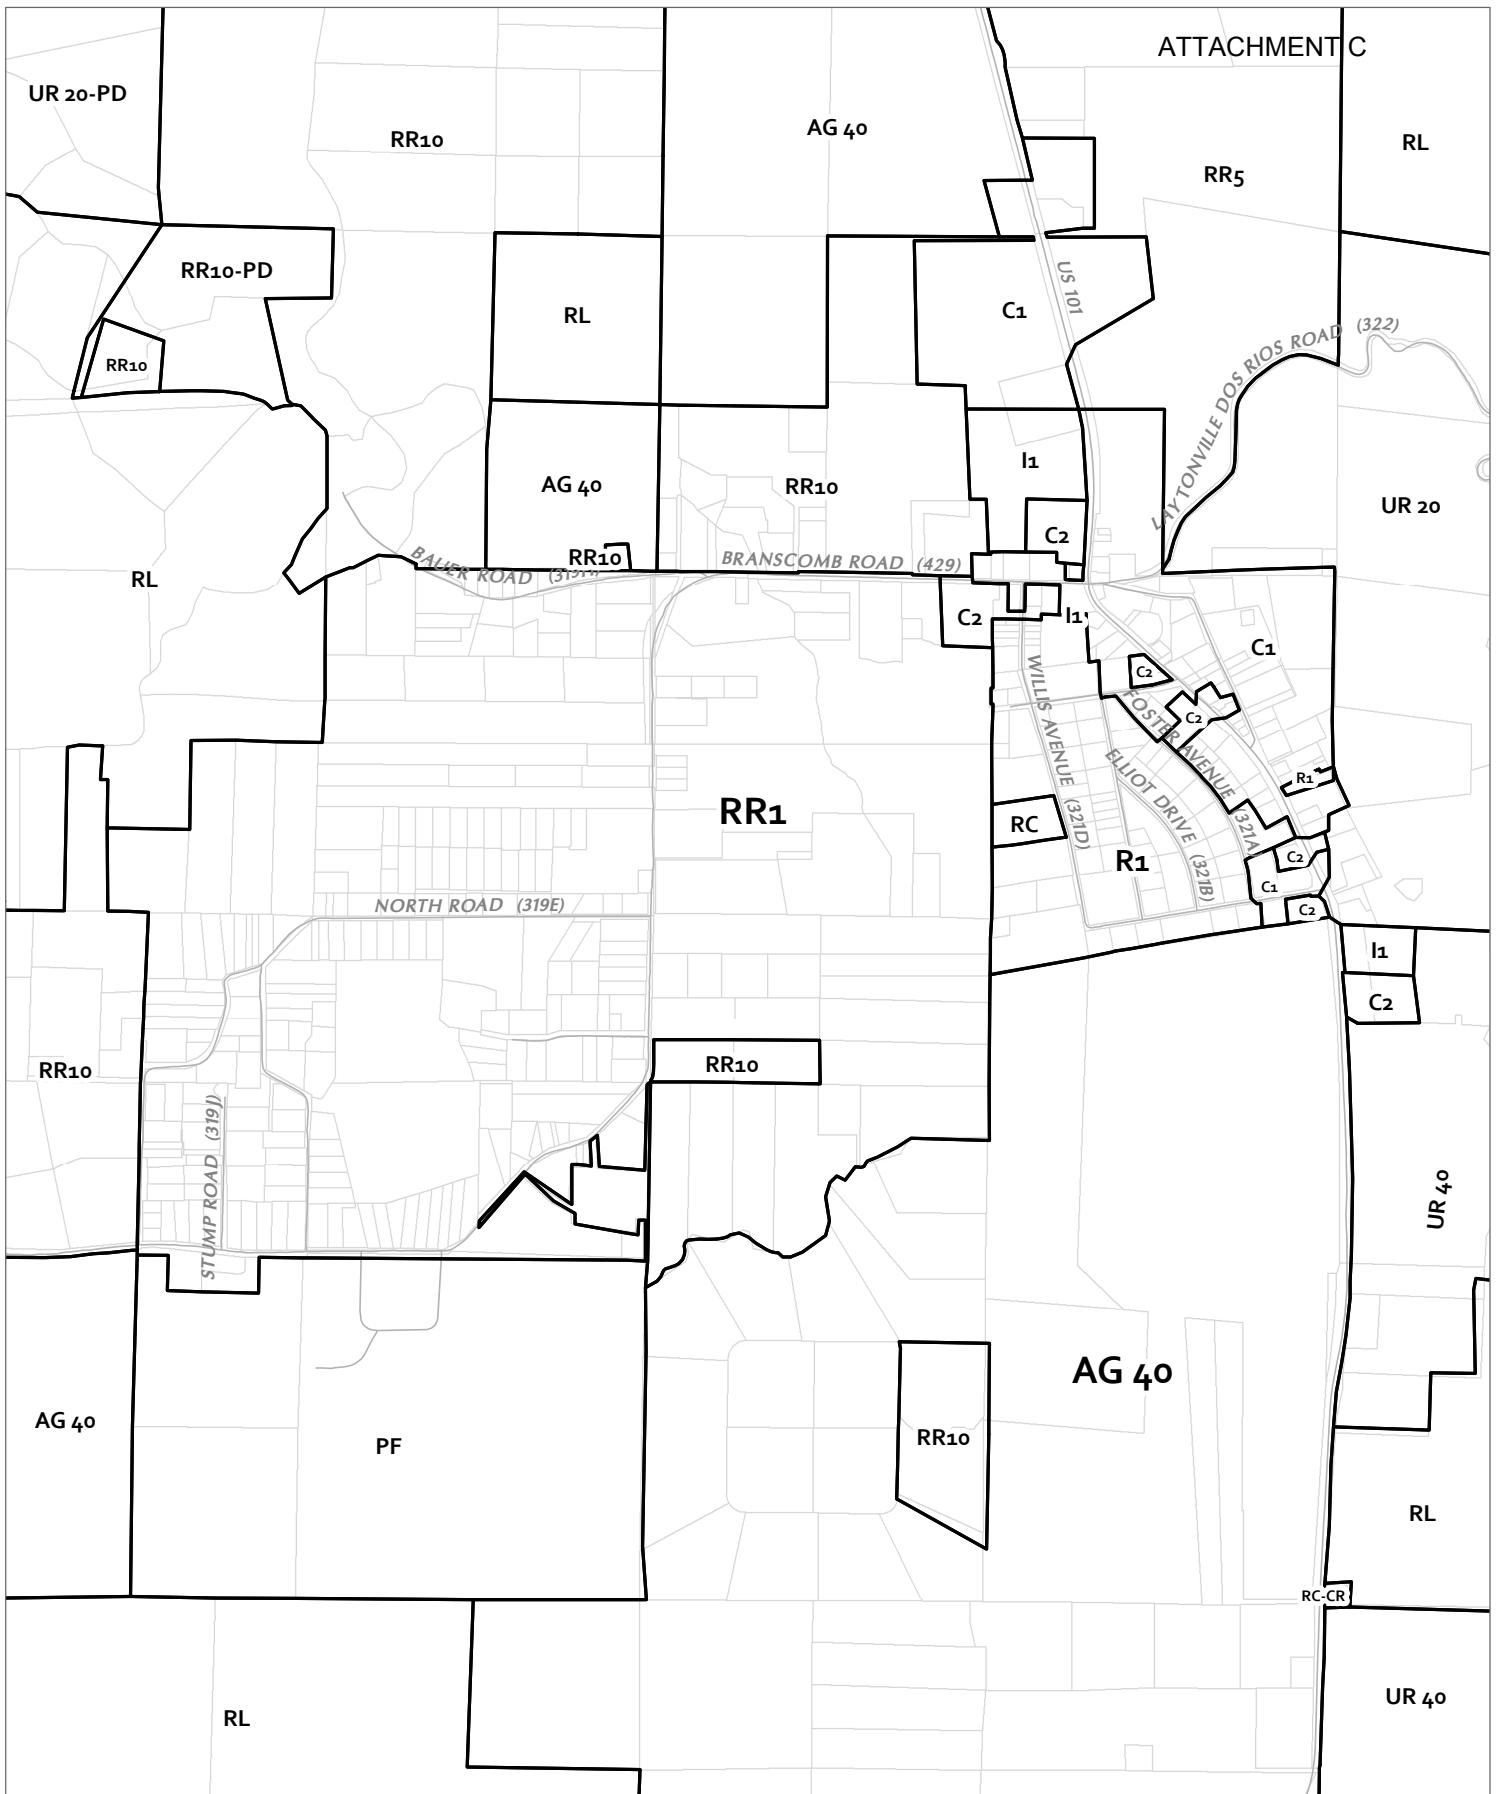 ATTACHMENT C
UR 20-PD
RR10
AG 40
RL
RR5
RR10-PD
RL
C1
US 101
RR10
LAYTONVILLE DOS RIOS ROAD (322)
I1
AG 40
RR10
UR 20
C2
RR10
BRANSCOMB ROAD (429)
BAUER ROAD
RL
C2
I1
C1
C2
WILLIS AVENUE (321D)
FOSTER AVENUE (321A)
C2
ELLIOT DRIVE (321B)
R1
RR1
RC
R1
C2
C1
C2
NORTH ROAD (319E)
I1
C2
RR10
RR10
STUMP ROAD (319J)
UR 40
AG 40
AG 40
PF
RR10
RL
RC-CR
UR 40
RL